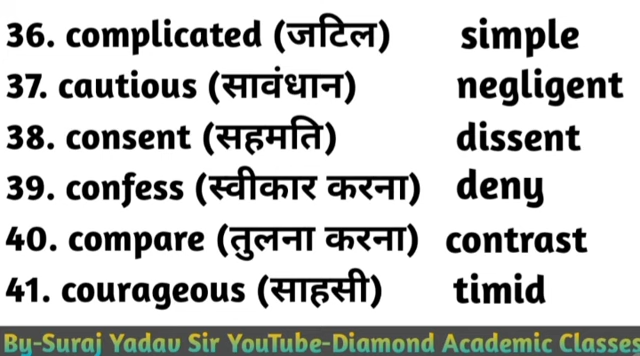 36. complicated (जटिल) simple
37. cautious (सावंधान) negligent
38. consent (सहमति) dissent
39. confess (स्वीकार करना) deny
40. compare (तुलना करना) contrast
41. courageous (साहसी) timid
By-Suraj Yadav Sir YouTube-Diamond Academic Classes